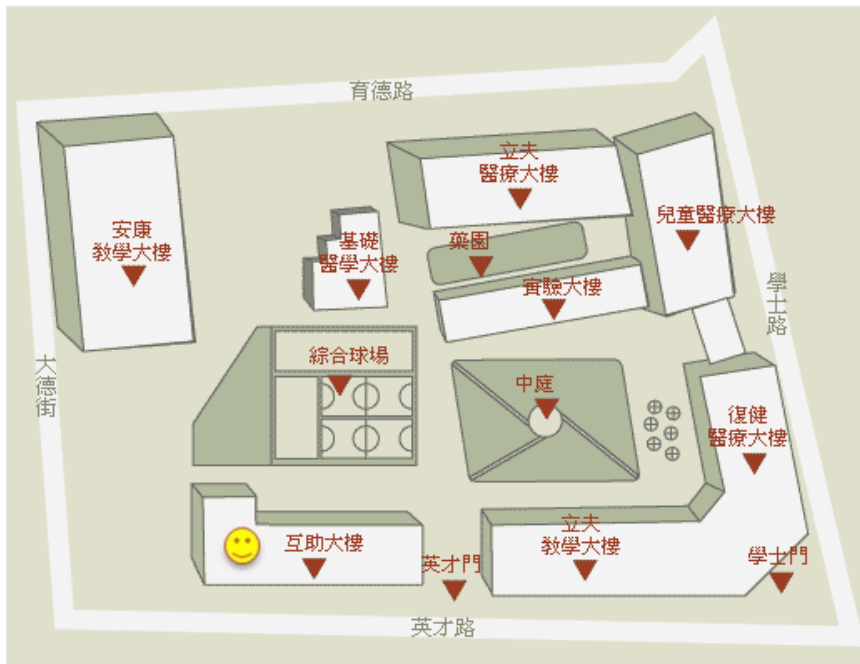 育德路
立夫
醫療大樓
兒童醫療大樓
安康
教學大樓
基礎
醫學大樓
藥園
實驗大樓
學士路
大德街
綜合球場
中庭
復健
醫療大樓
互助大樓
英才門
立夫
教學大樓
學士門
英才路